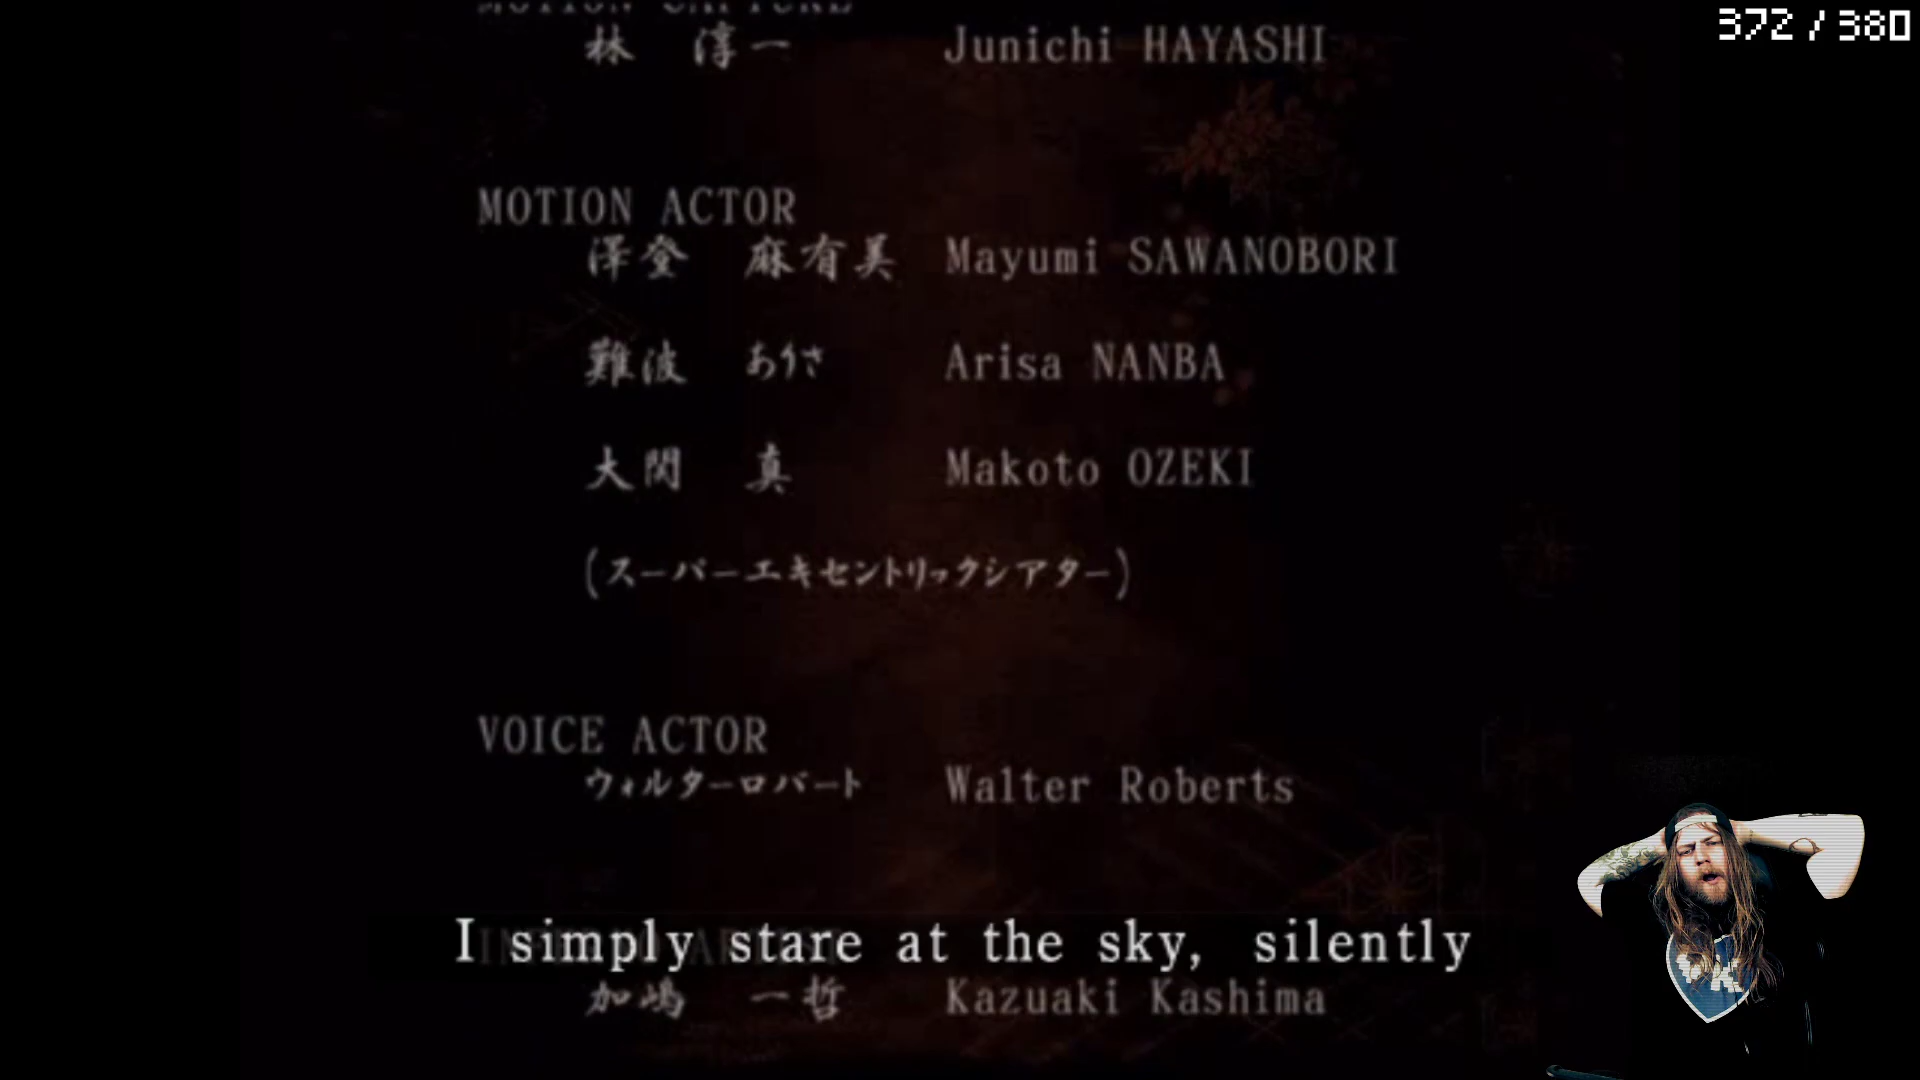 MOTION CAPTURE
372/380
林 淳一 Junichi HAYASHI
MOTION ACTOR
澤登 麻有美 Mayumi SAWANOBORI
難波 ありさ Arisa NANBA
大関 真 Makoto OZEKI
(スーパーエキセントリックシアター)
VOICE ACTOR
ウォルターロバート Walter Roberts
I simply stare at the sky, silently
加嶋 一哲 Kazuaki Kashima